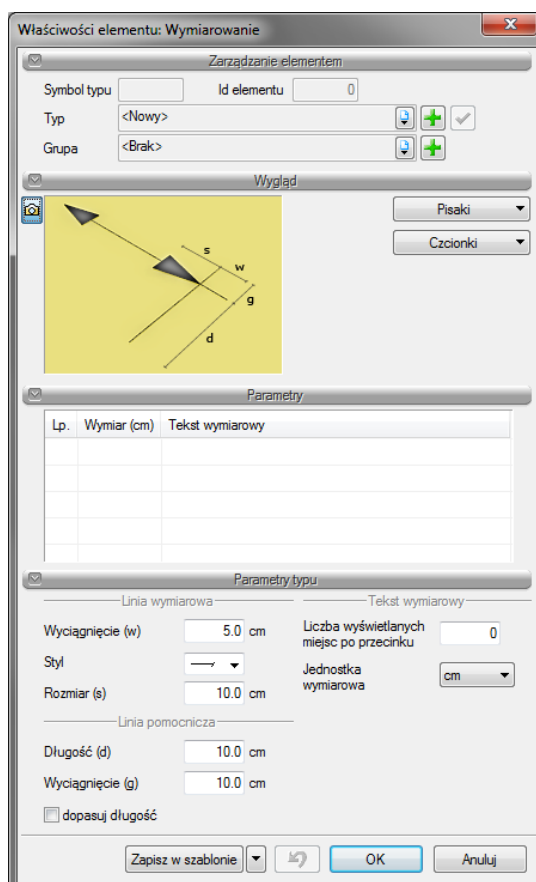 Właściwości elementu: Wymiarowanie
Zarządzanie elementem
Symbol typu Id elementu 0
Typ <Nowy>
Grupa <Brak>
Wygląd
s w g d
Pisaki
Czcionki
Parametry
Lp. Wymiar (cm) Tekst wymiarowy
Parametry typu
Linia wymiarowa Tekst wymiarowy
Wyciągnięcie (w) 5.0 cm Liczba wyświetlanych miejsc po przecinku 0
Styl Jednostka wymiarowa cm
Rozmiar (s) 10.0 cm
Linia pomocnicza
Długość (d) 10.0 cm
Wyciągnięcie (g) 10.0 cm
dopasuj długość
Zapisz w szablonie OK Anuluj